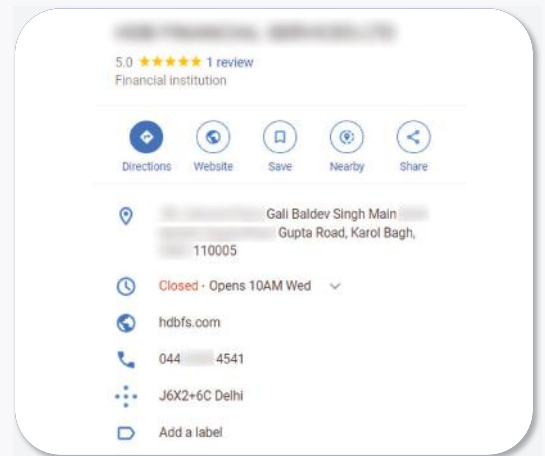 5.0 ★★★★★ 1 review
Financial institution
Directions Website Save Nearby Share
Gali Baldev Singh Main
Gupta Road, Karol Bagh,
110005
Closed · Opens 10AM Wed
hdbfs.com
044 4541
J6X2+6C Delhi
Add a label